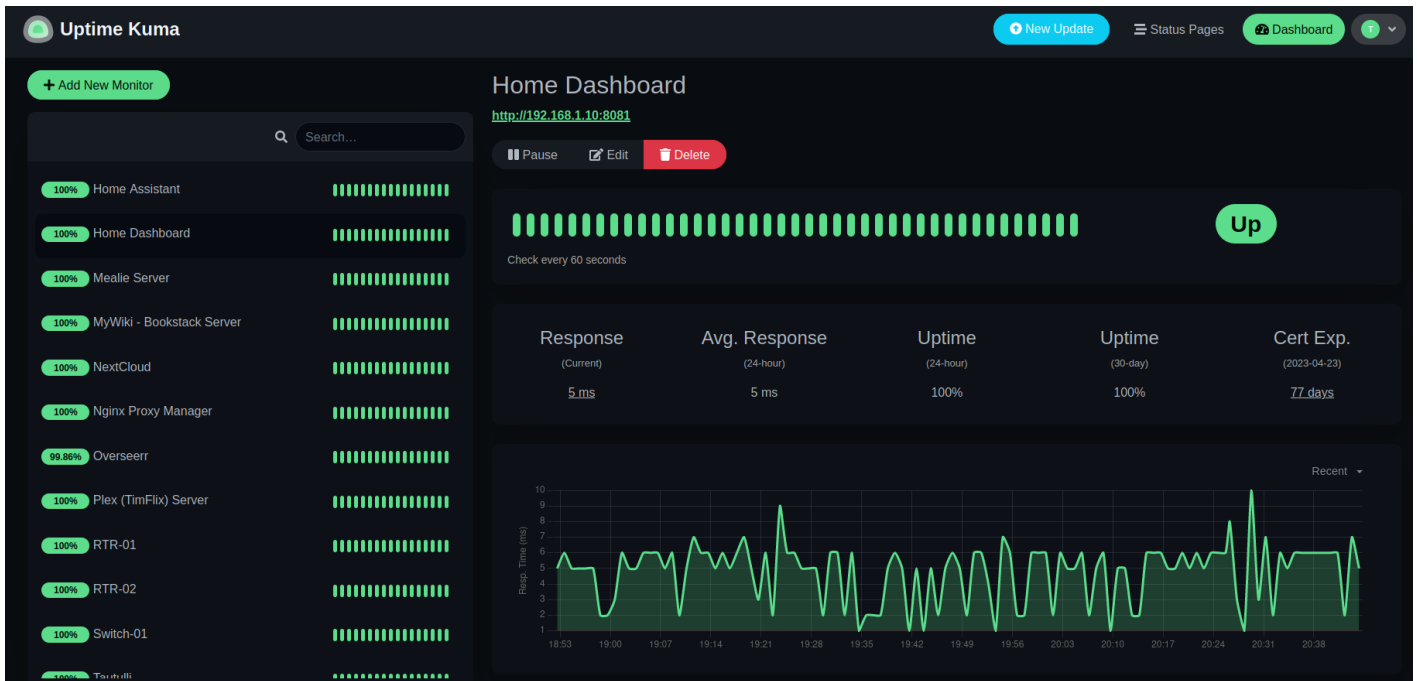 Uptime Kuma
New Update
Status Pages
Dashboard
T
Add New Monitor
Search...
100% Home Assistant
100% Home Dashboard
100% Mealie Server
100% MyWiki - Bookstack Server
100% NextCloud
100% Nginx Proxy Manager
99.86% Overseerr
100% Plex (TimFlix) Server
100% RTR-01
100% RTR-02
100% Switch-01
100% Tautulli
Home Dashboard
http://192.168.1.10:8081
Pause Edit Delete
Up
Check every 60 seconds
Response Avg. Response Uptime Uptime Cert Exp.
(Current) (24-hour) (24-hour) (30-day) (2023-04-23)
5 ms 5 ms 100% 100% 77 days
Recent
Resp. Time (ms)
10
9
8
7
6
5
4
3
2
1
18:53 19:00 19:07 19:14 19:21 19:28 19:35 19:42 19:49 19:56 20:03 20:10 20:17 20:24 20:31 20:38